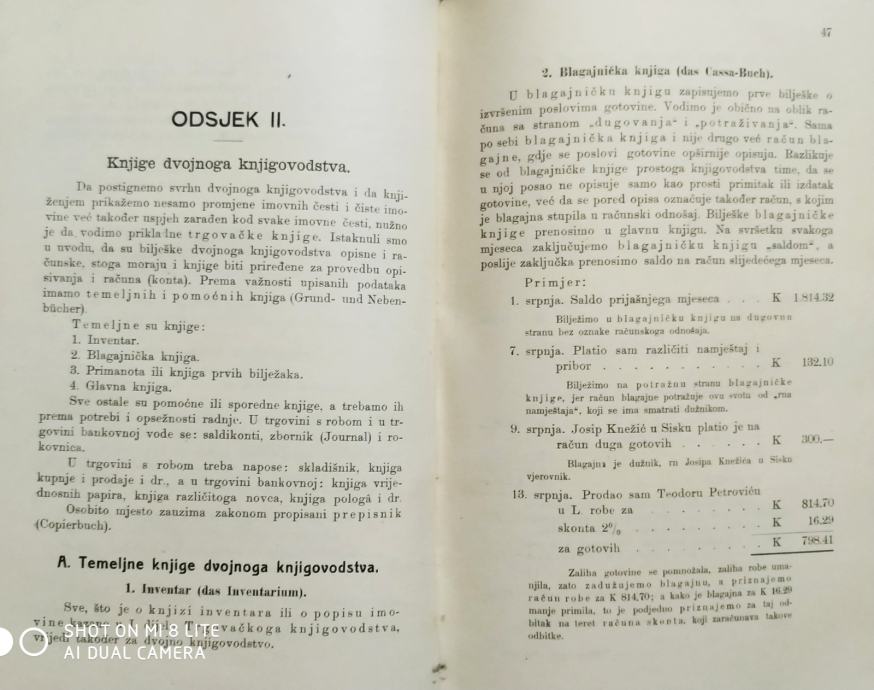 ODSJEK II.
Knjige dvojnoga knjigovodstva.
Da postignemo svrhu dvojnoga knjigovodstva i da knji-
ženjem prikažemo nesamo promjene imovnih česti i čiste imo-
vine već također uspjeh zarađen kod svake imovne česti, nužno
je da vodimo prikladne trgovačke knjige. Istaknuli smo
u uvodu, da su bilješke dvojnoga knjigovodstva opisne i ra-
čunske, stoga moraju i knjige biti priređene za provedbu opi-
sivanja i računa (konta). Prema važnosti upisanih podataka
imamo temeljnih i pomoćnih knjiga (Grund- und Neben-
bücher).
Temeljne su knjige:
1. Inventar.
2. Blagajnička knjiga.
3. Primanota ili knjiga prvih bilježaka.
4. Glavna knjiga.
Sve ostale su pomoćne ili sporedne knjige, a trebamo ih
prema potrebi i opsežnosti radnje. U trgovini s robom i u tr-
govini bankovnoj vode se: saldikonti, zbornik (Journal) i ro-
kovnica.
U trgovini s robom treba napose: skladišnik, knjiga
kupnje i prodaje i dr., a u trgovini bankovnoj: knjiga vrije-
dnosnih papira, knjiga različitoga novca, knjiga pologâ i dr.
Osobito mjesto zauzima zakonom propisani prepisnik
(Copierbuch).
A. Temeljne knjige dvojnoga knjigovodstva.
1. Inventar (das Inventarium).
Sve, što je o knjizi inventara ili o popisu imo-
vine kazano u I. dijelu Trgovačkoga knjigovodstva,
vrijedi također za dvojno knjigovodstvo.
SHOT ON MI 8 LITE
AI DUAL CAMERA
47
2. Blagajnička knjiga (das Cassa-Buch).
U blagajničku knjigu zapisujemo prve bilješke o
izvršenim poslovima gotovine. Vodimo je obično na oblik ra-
čuna sa stranom „dugovanja“ i „potraživanja“. Sama
po sebi blagajnička knjiga i nije drugo već račun bla-
gajne, gdje se poslovi gotovine opširnije opisuju. Razlikuje
se od blagajničke knjige prostoga knjigovodstva time, da se
u njoj posao ne opisuje samo kao prosti primitak ili izdatak
gotovine, već da se pored opisa označuje također račun, s kojim
je blagajna stupila u računski odnošaj. Bilješke blagajničke
knjige prenosimo u glavnu knjigu. Na svršetku svakoga
mjeseca zaključujemo blagajničku knjigu „saldom“, a
poslije zaključka prenosimo saldo na račun slijedećega mjeseca.
Primjer:
1. srpnja. Saldo prijašnjega mjeseca . . . K 1.814.32
Bilježimo u blagajničku knjigu na dugovnu
stranu bez oznake računskoga odnošaja.
7. srpnja. Platio sam različiti namještaj i
pribor . . . . . . . . . . . K 132.10
Bilježimo na potražnu stranu blagajničke
knjige, jer račun blagajne potražuje ovu svotu od „rna
namještaja“, koji se ima smatrati dužnikom.
9. srpnja. Josip Knežić u Sisku platio je na
račun duga gotovih . . . . . . K 300.—
Blagajna je dužnik, rn Josipa Knežića u Sisku
vjerovnik.
13. srpnja. Prodao sam Teodoru Petroviću
u L. robe za . . . . . . . . . K 814.70
skonta 2% . . . . . . . . . K 16.29
za gotovih . . . . . . . . . K 798.41
Zaliha gotovine se pomnožala, zaliha robe uma-
njila, zato zadužujemo blagajnu, a priznajemo
račun robe za K 814,70; a kako je blagajna za K 16.29
manje primila, to je podjedno priznajemo za taj od-
bitak na teret računa skonta, koji zaračunava takove
odbitke.